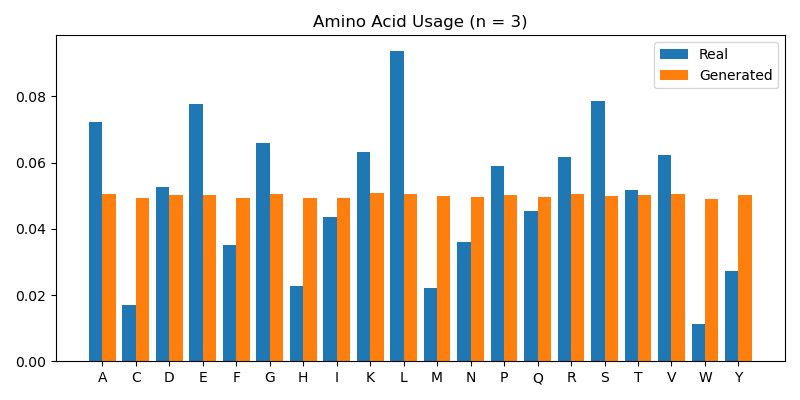 Amino Acid Usage (n = 3)
Real
Generated
0.08
0.06
0.04
0.02
0.00
A C D E F G H I K L M N P Q R S T V W Y